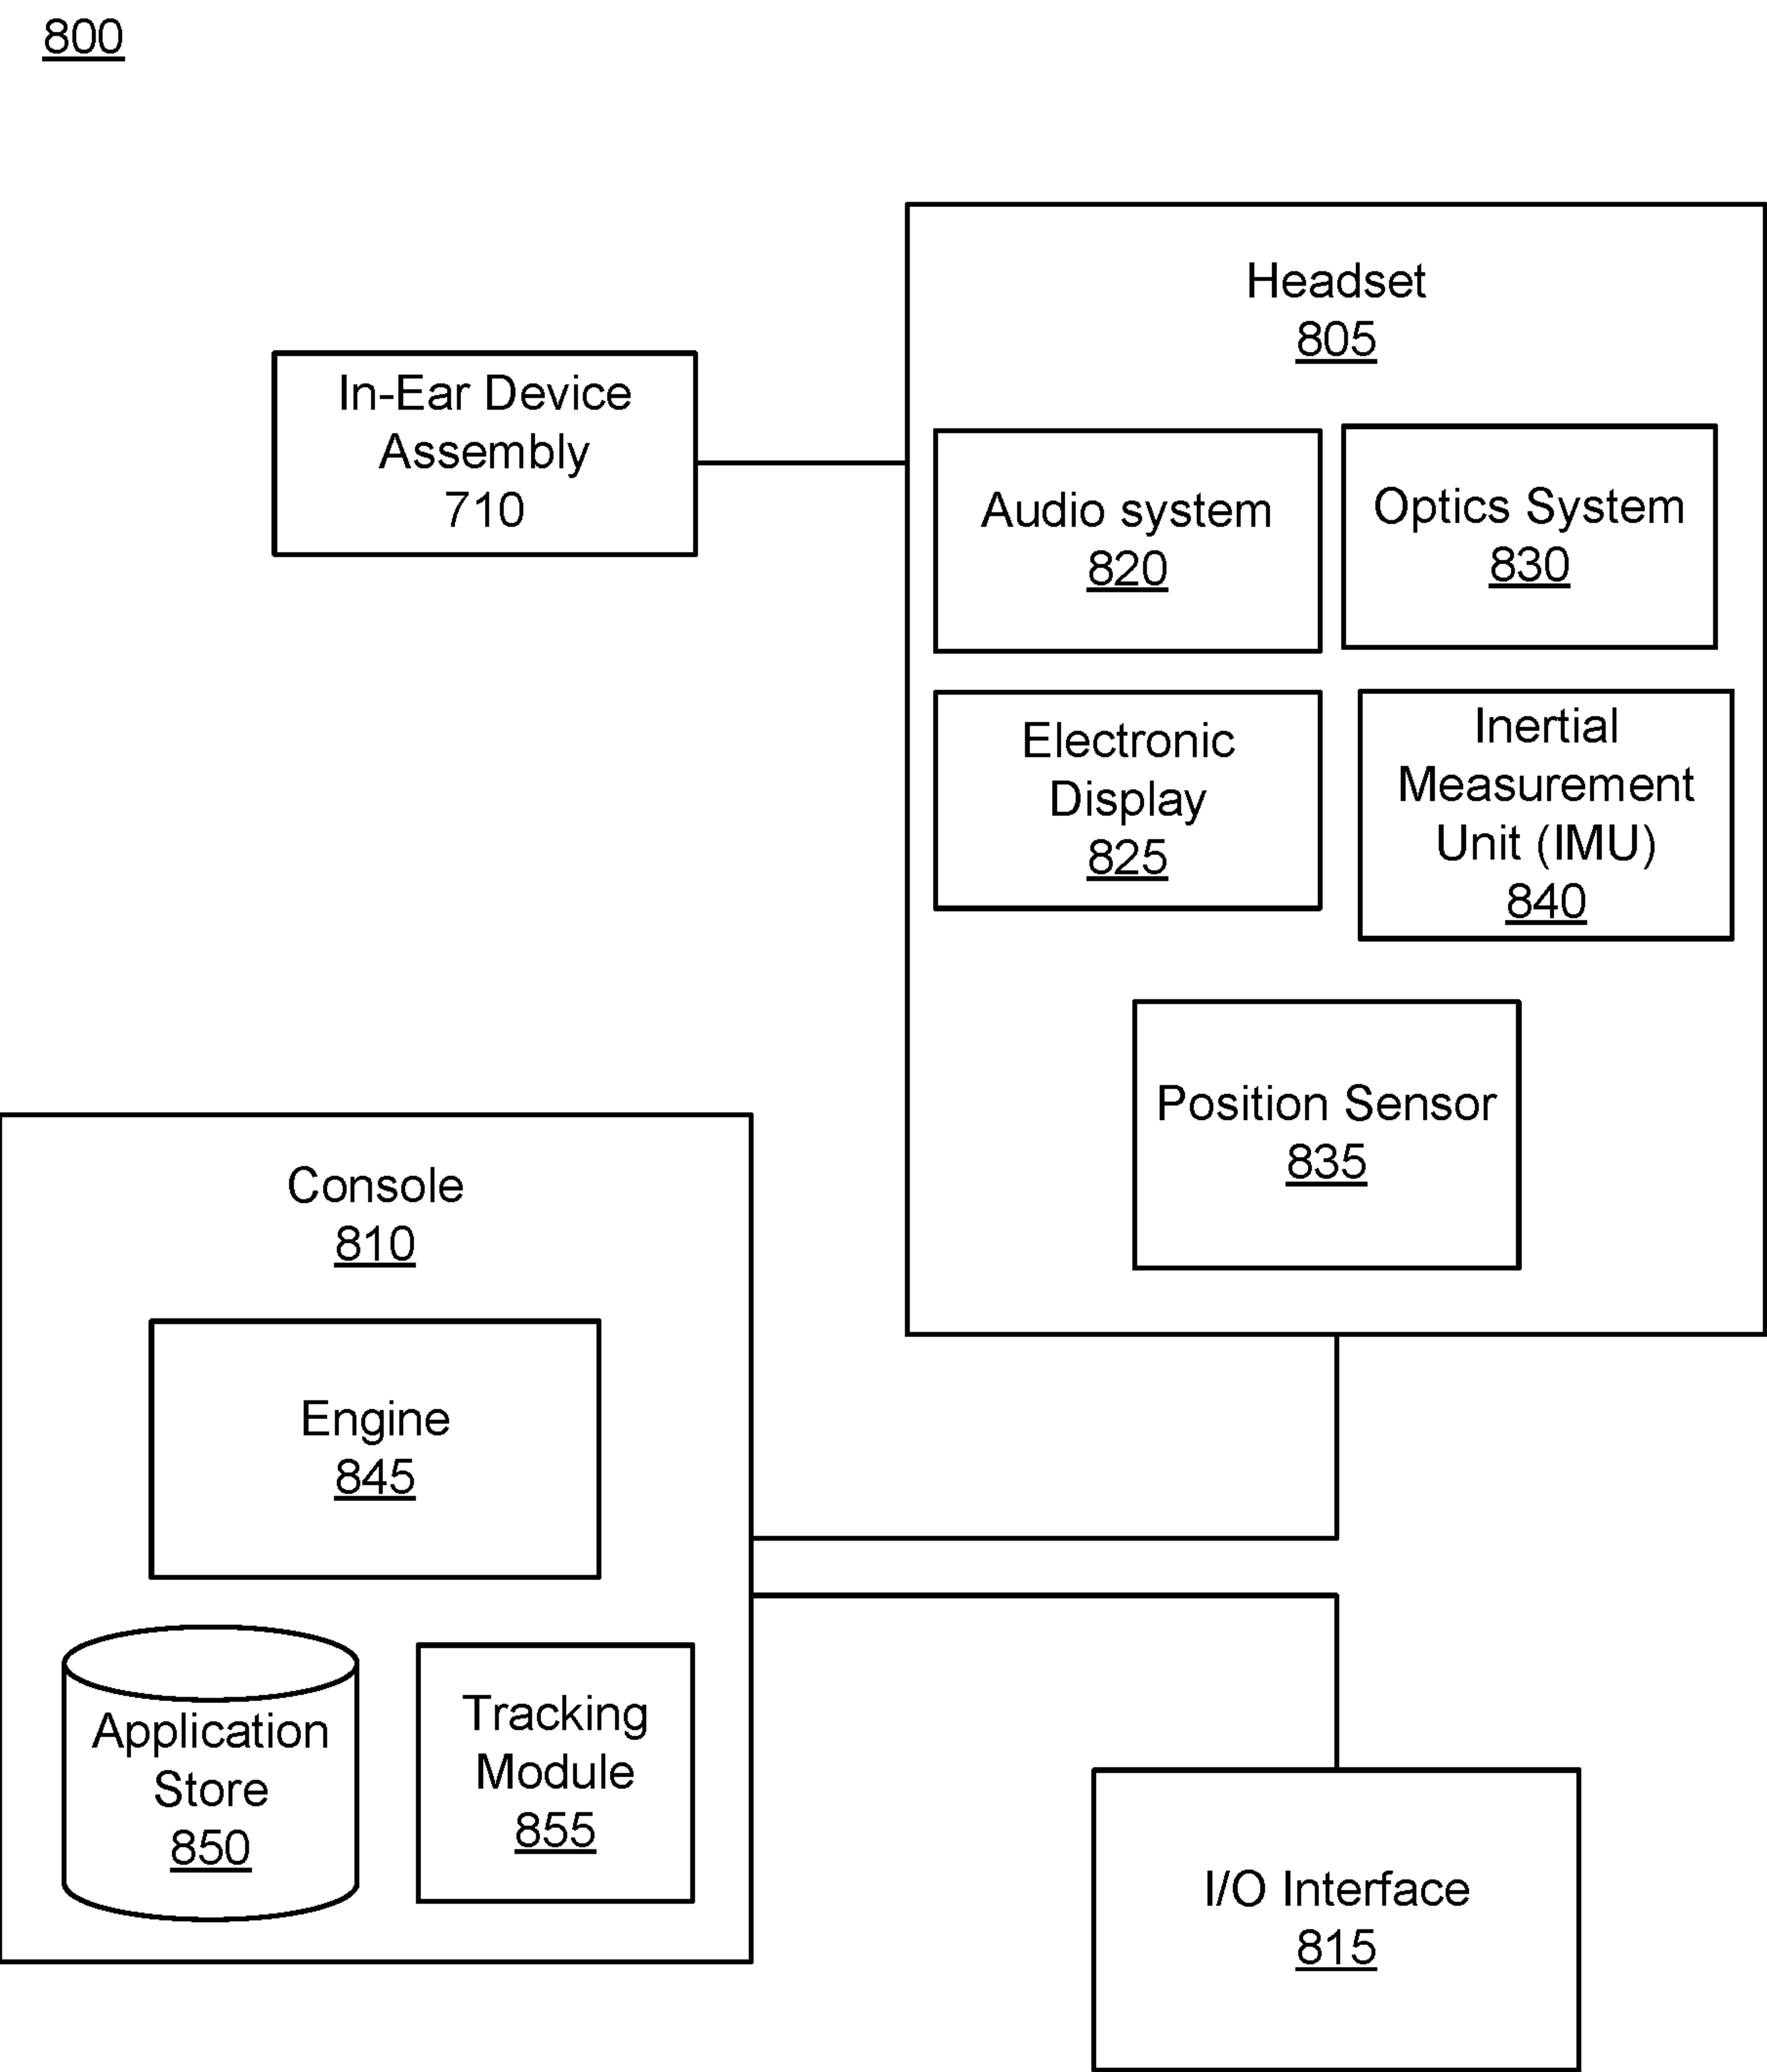 800
Headset
805
In-Ear Device
Assembly
710
Audio system
820
Optics System
830
Electronic
Display
825
Inertial
Measurement
Unit (IMU)
840
Position Sensor
835
Console
810
Engine
845
Application
Store
850
Tracking
Module
855
I/O Interface
815